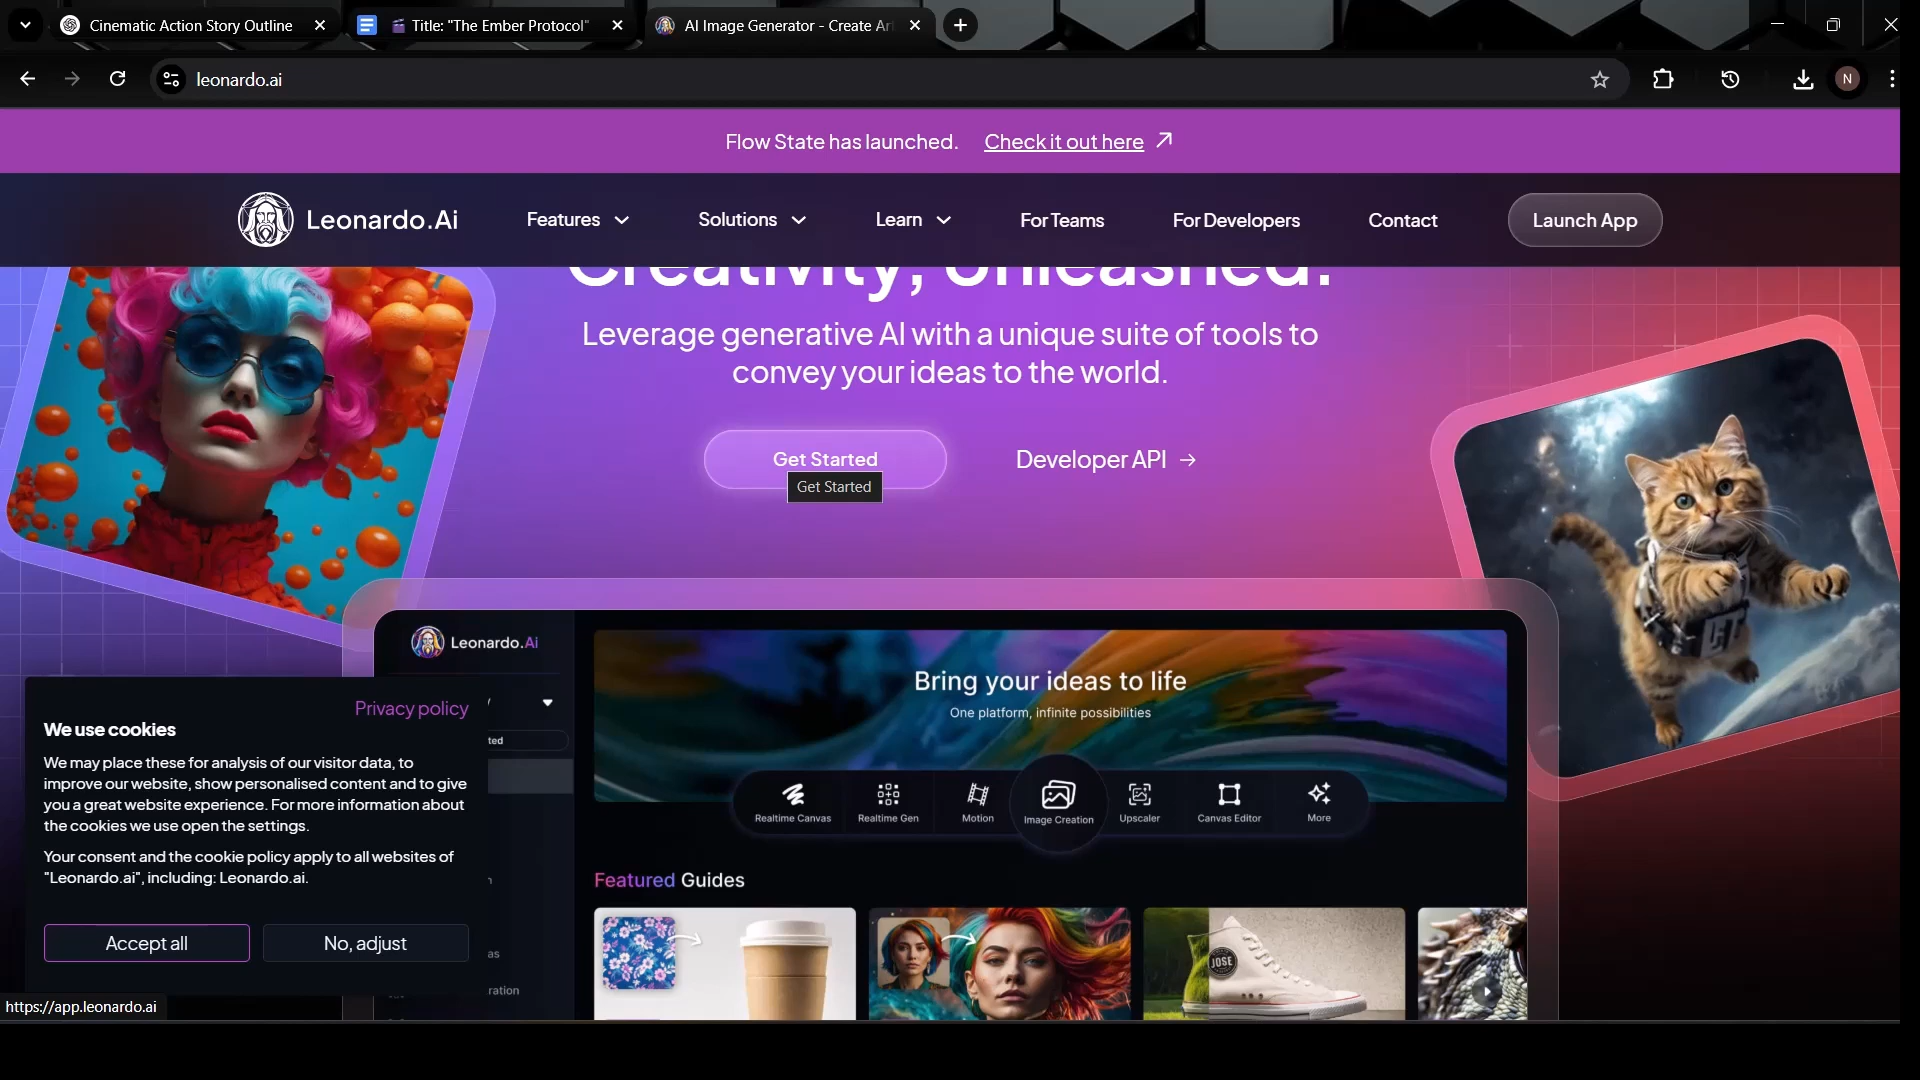 Cinematic Action Story Outline
Title: "The Ember Protocol"
AI Image Generator - Create Ar
leonardo.ai
N
Flow State has launched. Check it out here
Leonardo.Ai
Features
Solutions
Learn
For Teams
For Developers
Contact
Launch App
Creativity, Unleashed.
Leverage generative AI with a unique suite of tools to
convey your ideas to the world.
Get Started
Developer API →
Get Started
Leonardo.Ai
Bring your ideas to life
One platform, infinite possibilities
Realtime Canvas
Realtime Gen
Motion
Image Creation
Upscaler
Canvas Editor
More
Featured Guides
JOSE
Privacy policy
We use cookies
We may place these for analysis of our visitor data, to
improve our website, show personalised content and to give
you a great website experience. For more information about
the cookies we use open the settings.
Your consent and the cookie policy apply to all websites of
"Leonardo.ai", including: Leonardo.ai.
Accept all
No, adjust
ted
n
as
ration
https://app.leonardo.ai